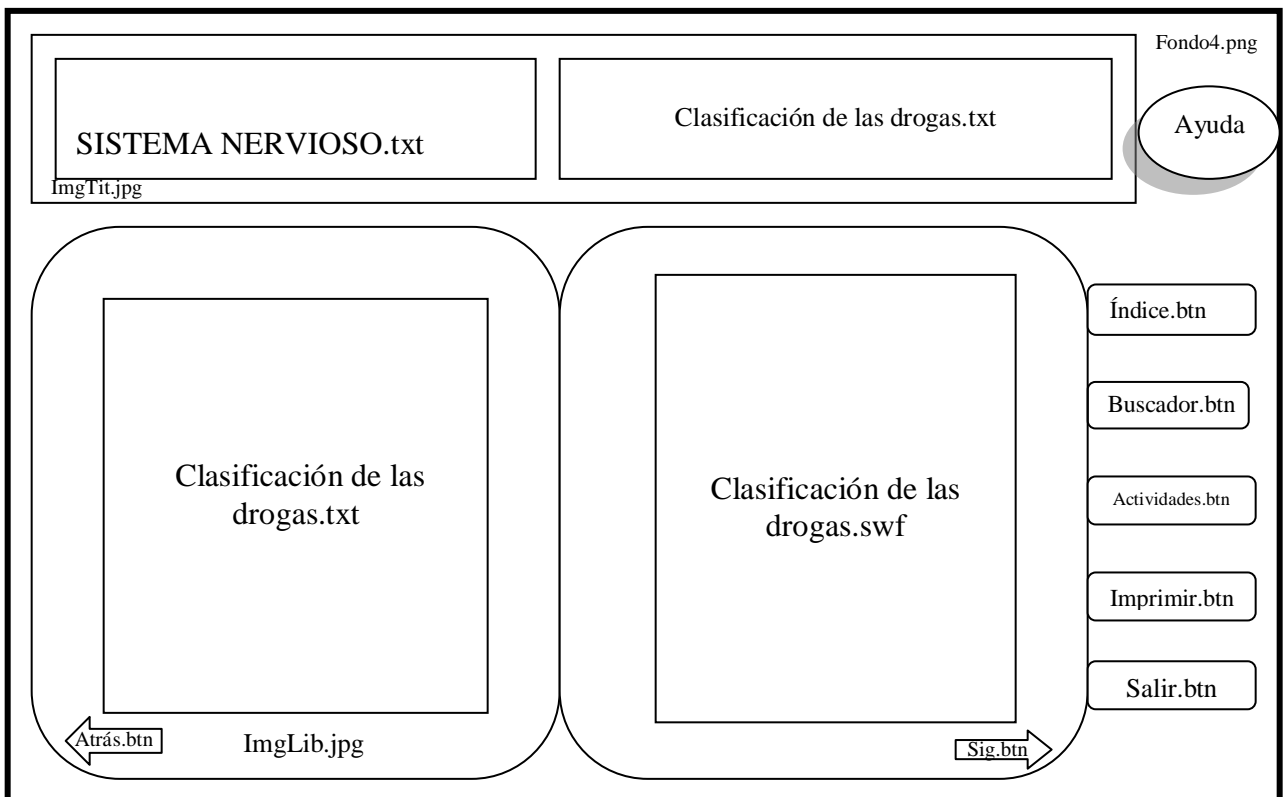 Fondo4.png
SISTEMA NERVIOSO.txt
Clasificación de las drogas.txt
Ayuda
ImgTit.jpg
Clasificación de las
drogas.txt
Clasificación de las
drogas.swf
Índice.btn
Buscador.btn
Actividades.btn
Imprimir.btn
Salir.btn
Atrás.btn
ImgLib.jpg
Sig.btn